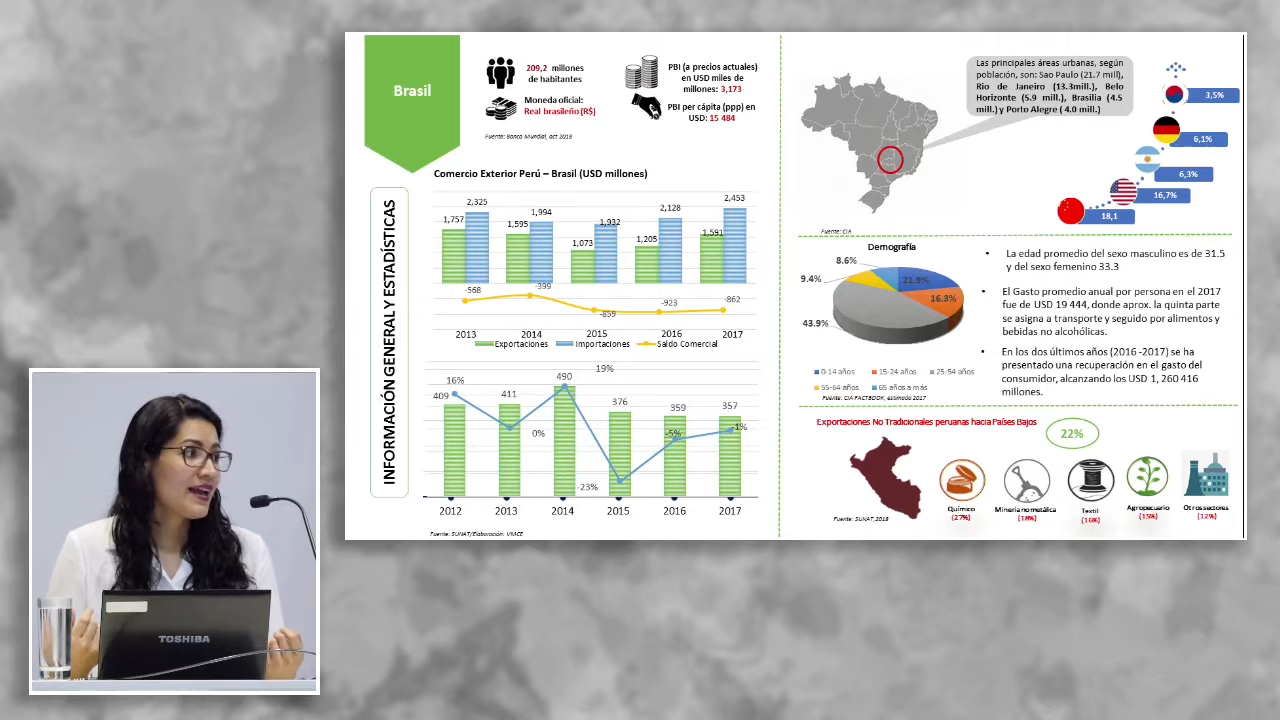 Brasil
209,2 millones
de habitantes
Moneda oficial:
Real brasileño(R$)
PBI (a precios actuales)
en USD miles de
millones: 3,173
PBI per cápita (ppp) en
USD: 15 484
Fuente: Banco Mundial, oct 2018
INFORMACIÓN GENERAL Y ESTADÍSTICAS
Comercio Exterior Perú – Brasil (USD millones)
1,757
2,325
1,595
1,994
1,073
1,932
1,205
2,128
1,591
2,453
-568
-399
-859
-923
-862
2013
2014
2015
2016
2017
Exportaciones
Importaciones
Saldo Comercial
16%
409
411
0%
490
19%
376
-23%
359
-5%
357
-1%
2012
2013
2014
2015
2016
2017
Fuente: SUNAT/Elaboración: VMCE
Las principales áreas urbanas, según
población, son: Sao Paulo (21.7 mill),
Rio de Janeiro (13.3mill.), Belo
Horizonte (5.9 mill.), Brasilia (4.5
mill.) y Porto Alegre ( 4.0 mill.)
3,5%
6,1%
6,3%
16,7%
18,1
Fuente: CIA
Demografía
8.6%
9.4%
21.9%
16.3%
43.9%
0-14 años
15-24 años
25-54 años
55-64 años
65 años a más
Fuente: CIA FACTBOOK, estimado 2017
• La edad promedio del sexo masculino es de 31.5
y del sexo femenino 33.3
• El Gasto promedio anual por persona en el 2017
fue de USD 19 444, donde aprox. la quinta parte
se asigna a transporte y seguido por alimentos y
bebidas no alcohólicas.
• En los dos últimos años (2016 -2017) se ha
presentado una recuperación en el gasto del
consumidor, alcanzando los USD 1, 260 416
millones.
Exportaciones No Tradicionales peruanas hacia Países Bajos
22%
Químico
(27%)
Minería no metálica
(18%)
Textil
(16%)
Agropecuario
(15%)
Otros sectores
(12%)
Fuente: SUNAT,2018
TOSHIBA